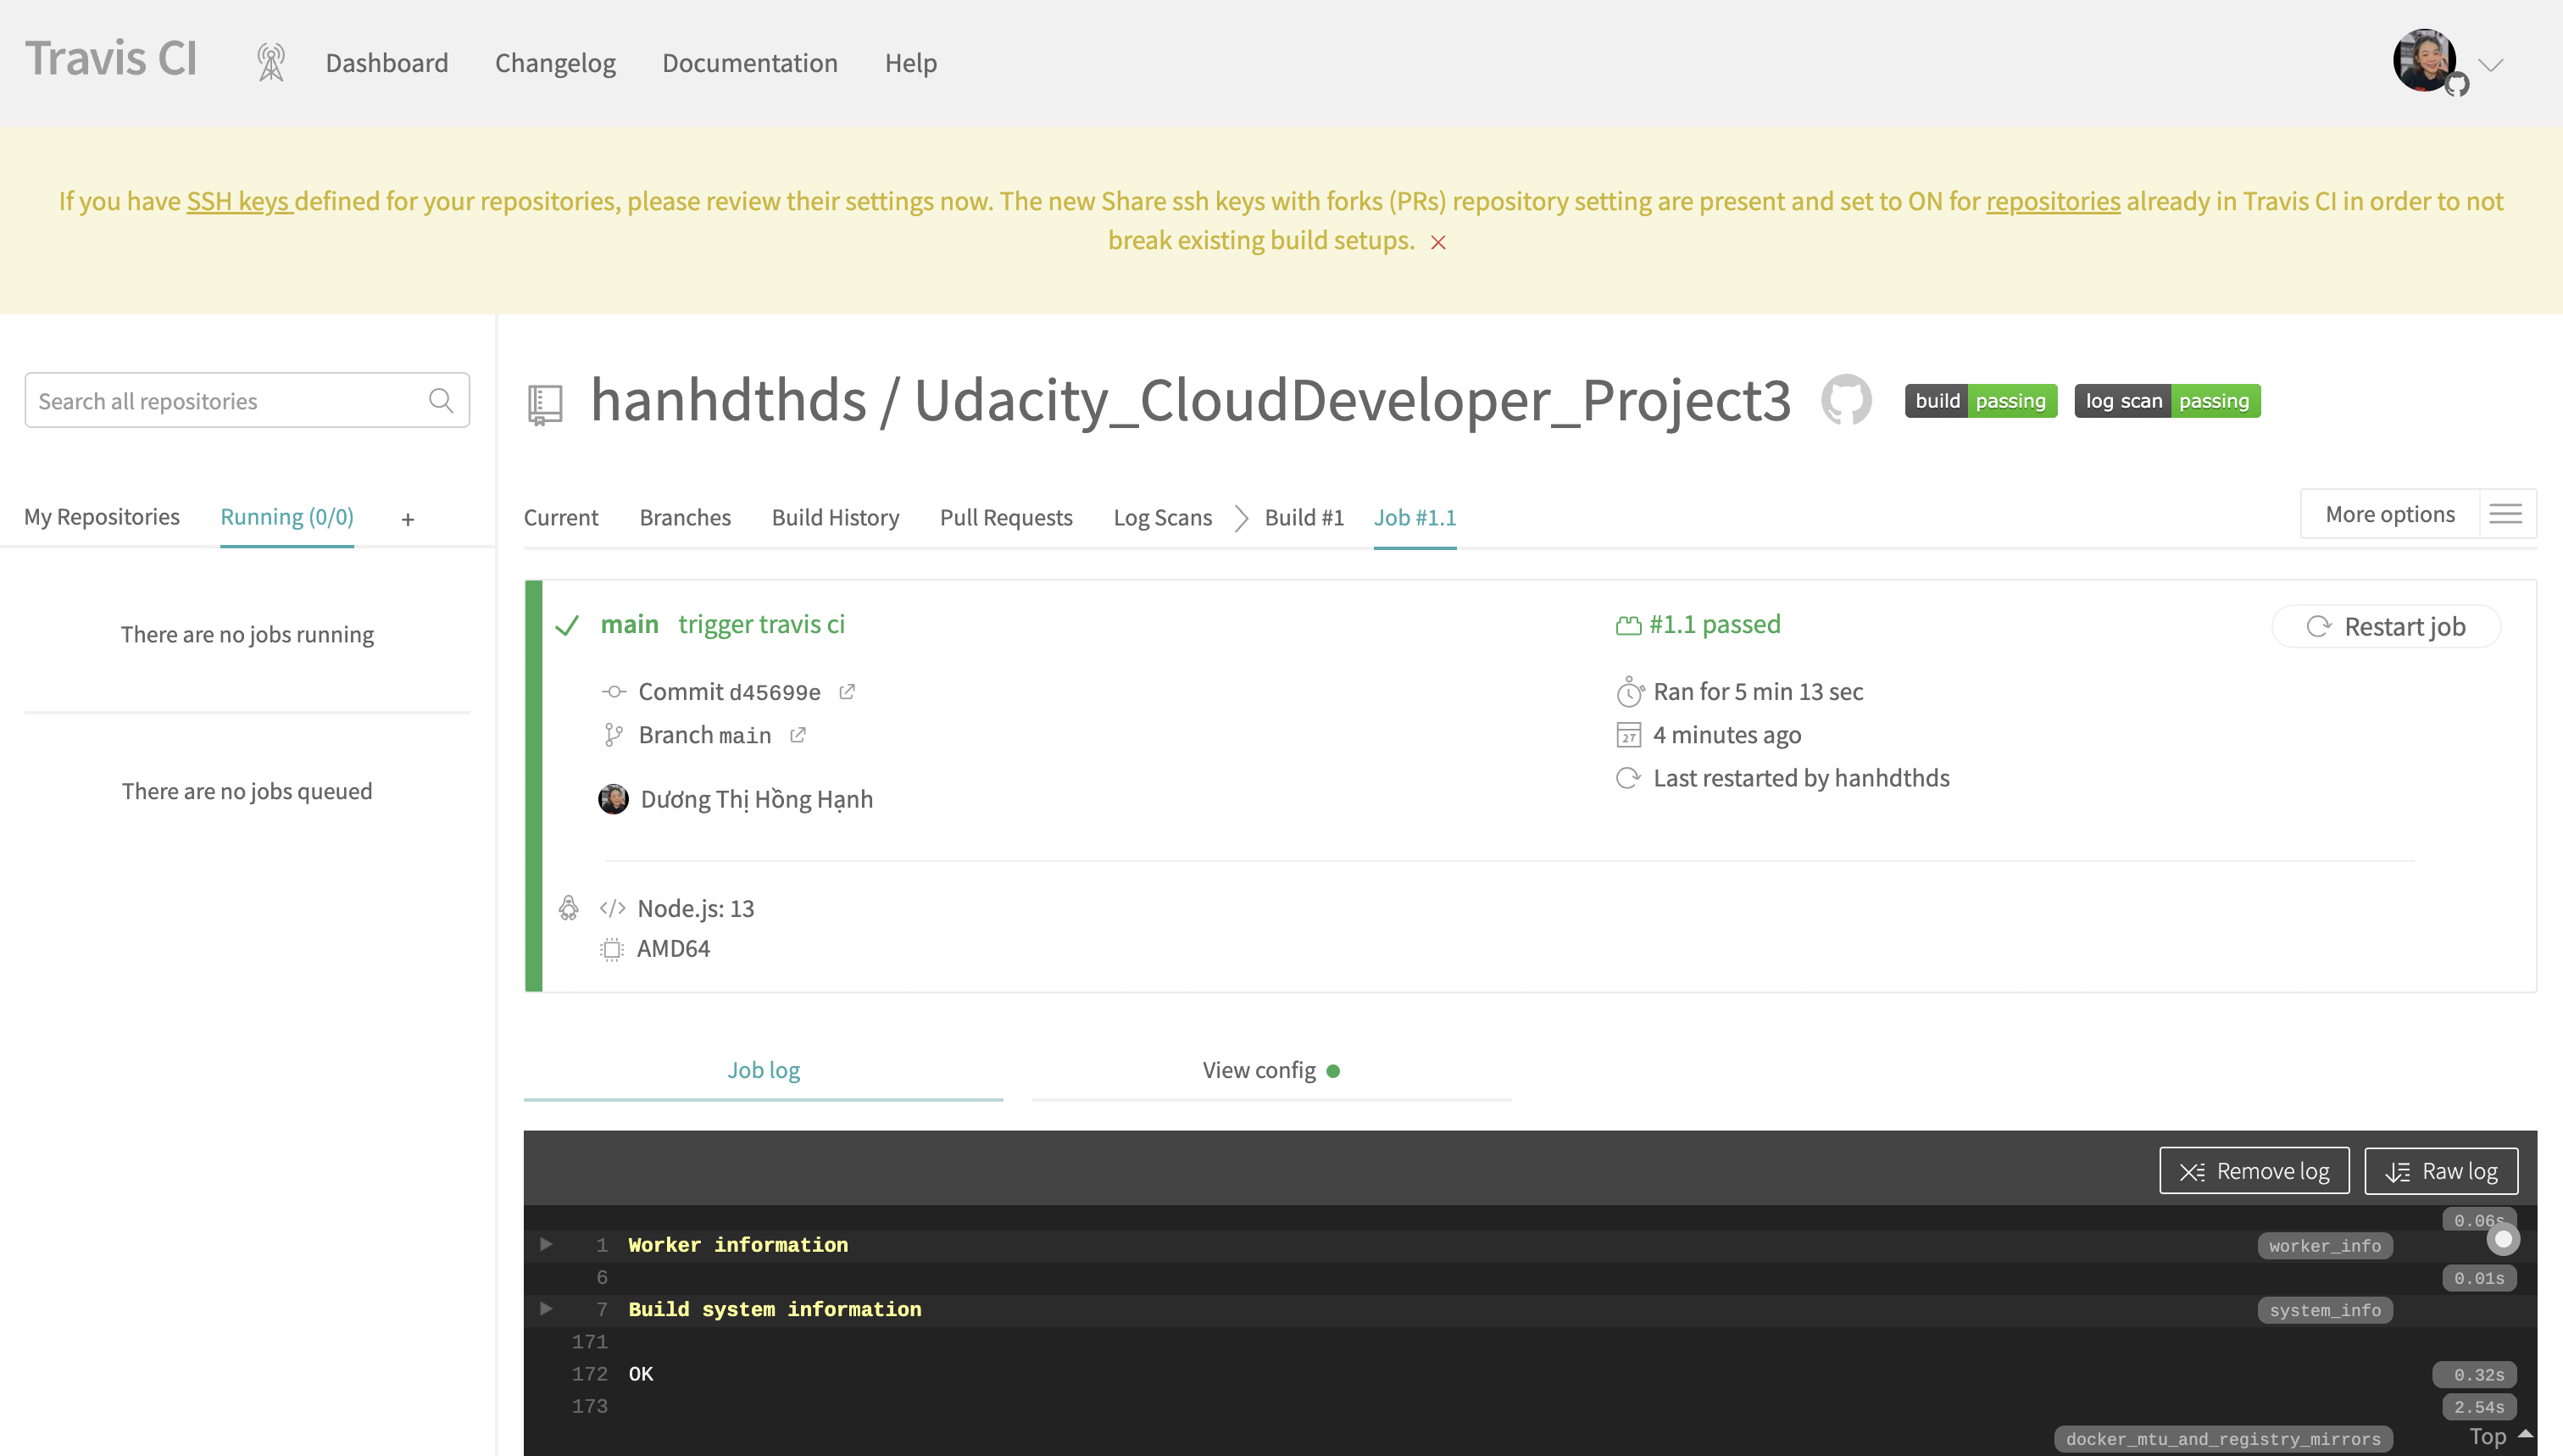 Travis CI
Dashboard
Changelog
Documentation
Help
If you have SSH keys defined for your repositories, please review their settings now. The new Share ssh keys with forks (PRs) repository setting are present and set to ON for repositories already in Travis CI in order to not
break existing build setups.
Search all repositories
My Repositories
Running (0/0)
+
There are no jobs running
There are no jobs queued
hanhdthds / Udacity_CloudDeveloper_Project3
build passing
log scan passing
Current
Branches
Build History
Pull Requests
Log Scans
Build #1
Job #1.1
More options
main trigger travis ci
Commit d45699e
Branch main
Dương Thị Hồng Hạnh
#1.1 passed
Ran for 5 min 13 sec
27
4 minutes ago
Last restarted by hanhdthds
Restart job
Node.js: 13
AMD64
Job log
View config
Remove log
Raw log
0.06s
1 Worker information worker_info
6 0.01s
7 Build system information system_info
171
172 OK 0.32s
173 2.54s
docker_mtu_and_registry_mirrors
Top